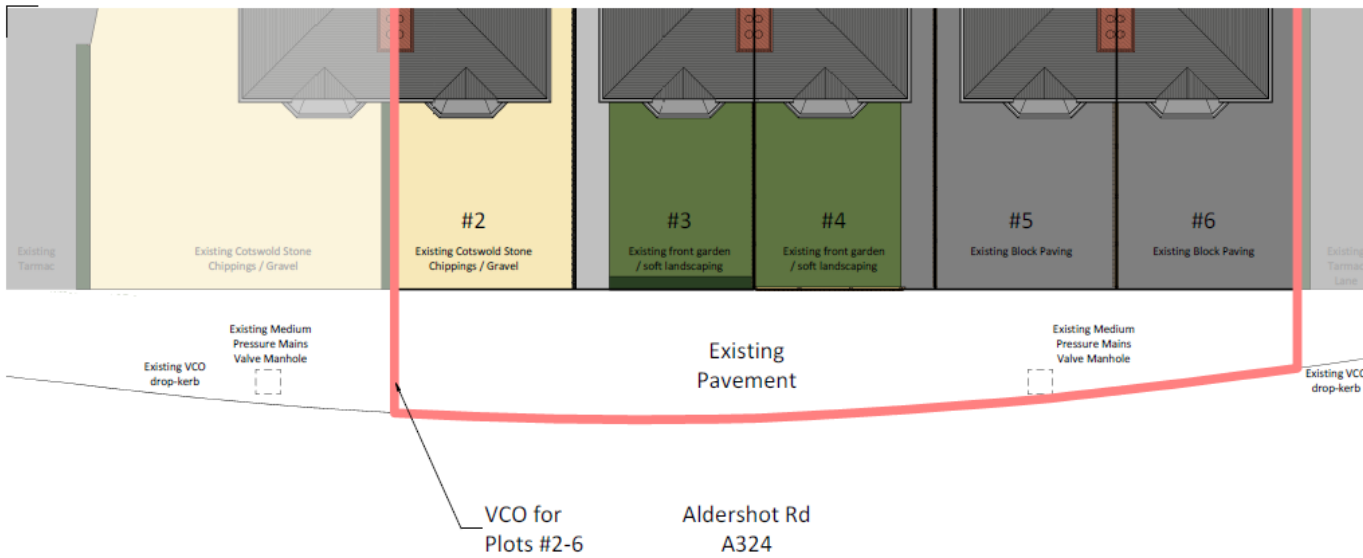 #2
#3
#4
#5
#6
Existing
Tarmac
Existing Cotswold Stone
Chippings / Gravel
Existing Cotswold Stone
Chippings / Gravel
Existing front garden
/ soft landscaping
Existing front garden
/ soft landscaping
Existing Block Paving
Existing Block Paving
Existing
Tarmac
Lane
Existing VCO
drop-kerb
Existing Medium
Pressure Mains
Valve Manhole
Existing
Pavement
Existing Medium
Pressure Mains
Valve Manhole
Existing VCO
drop-kerb
VCO for
Plots #2-6
Aldershot Rd
A324